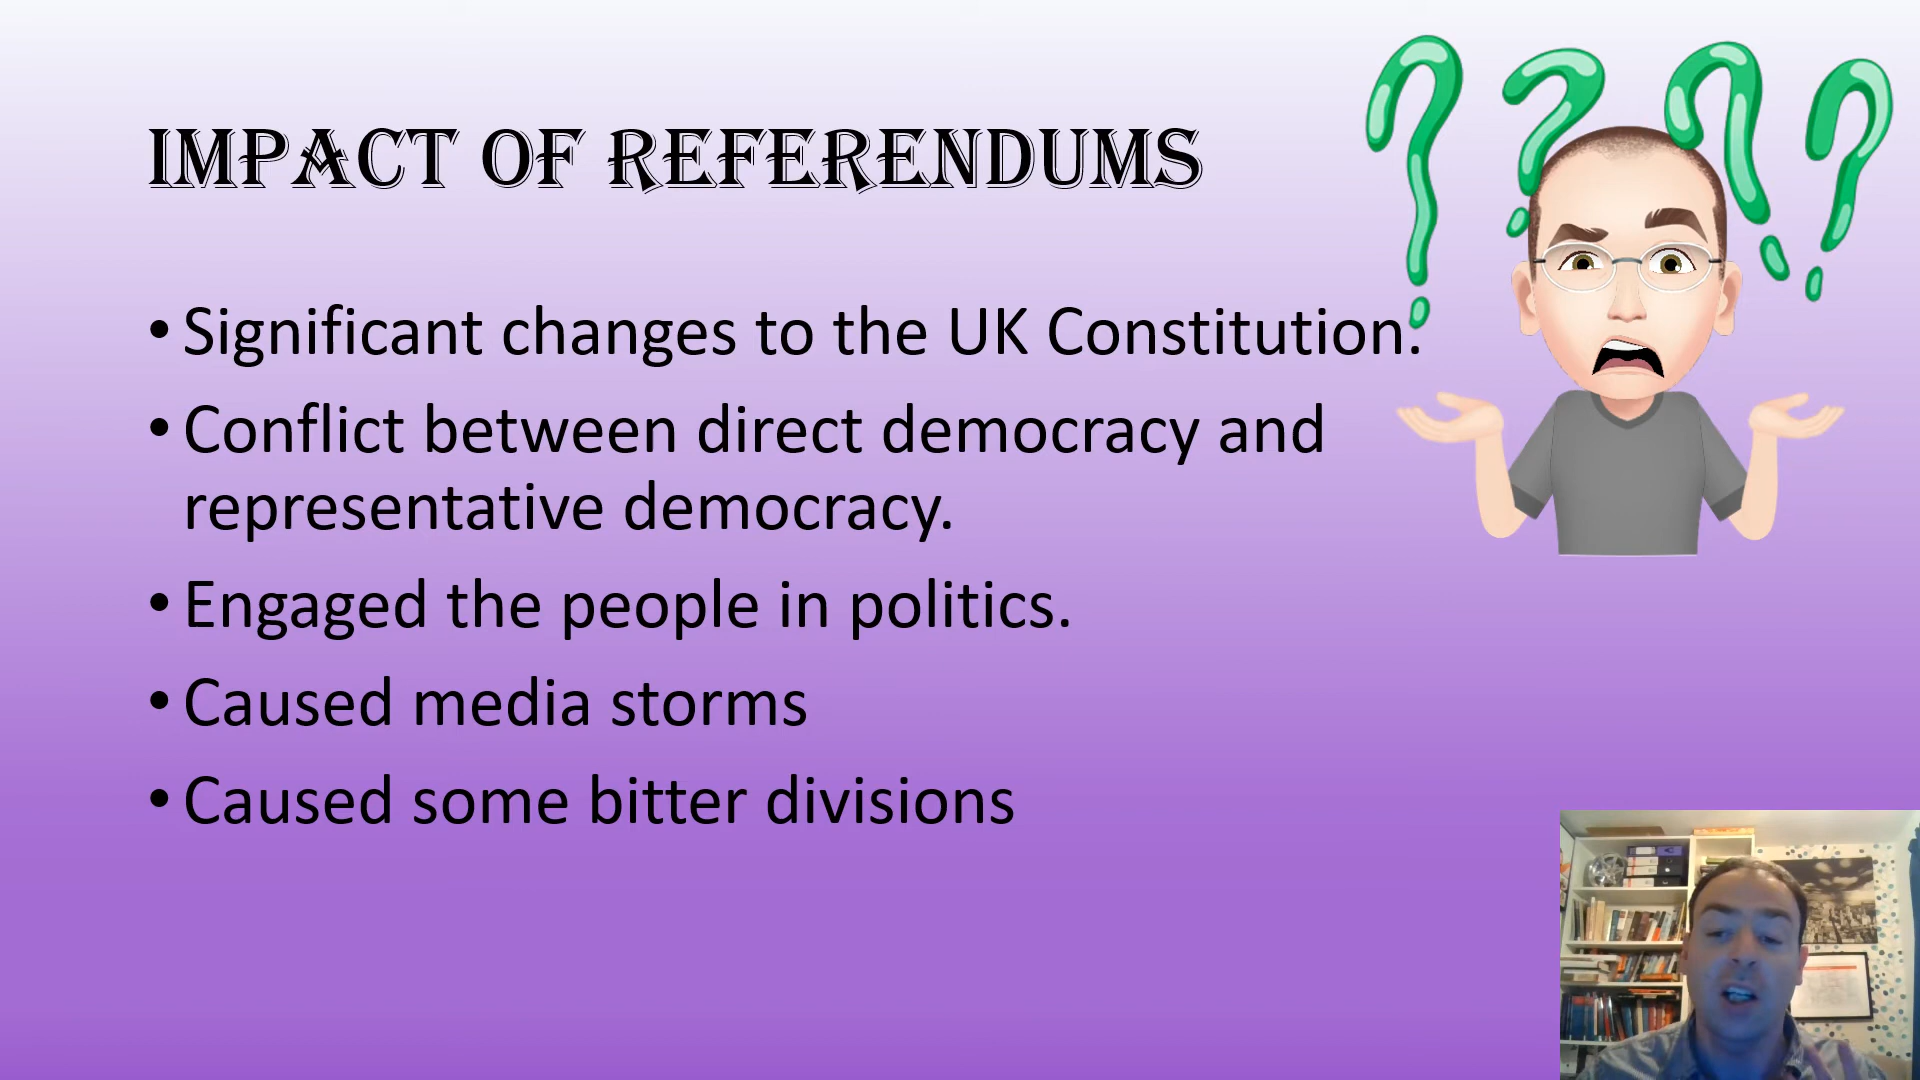 IMPACT OF REFERENDUMS
• Significant changes to the UK Constitution.
• Conflict between direct democracy and
representative democracy.
• Engaged the people in politics.
• Caused media storms
• Caused some bitter divisions